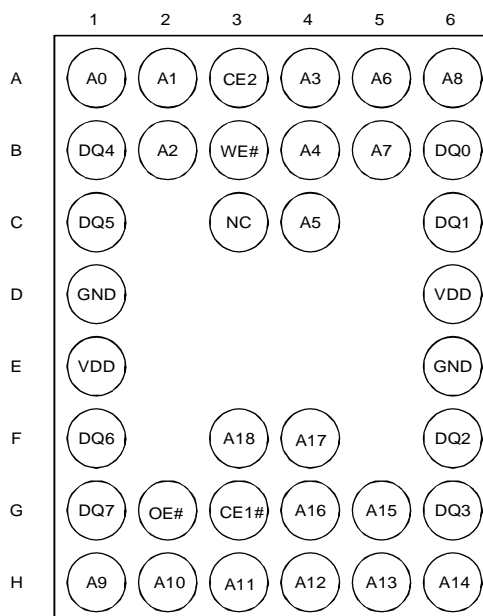 1 2 3 4 5 6
A A0 A1 CE2 A3 A6 A8
B DQ4 A2 WE# A4 A7 DQ0
C DQ5 NC A5 DQ1
D GND VDD
E VDD GND
F DQ6 A18 A17 DQ2
G DQ7 OE# CE1# A16 A15 DQ3
H A9 A10 A11 A12 A13 A14